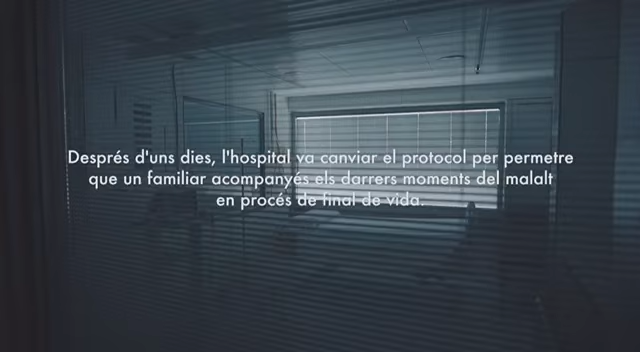 Després d'uns dies, l'hospital va canviar el protocol per permetre
que un familiar acompanyés els darrers moments del malalt
en procés de final de vida.